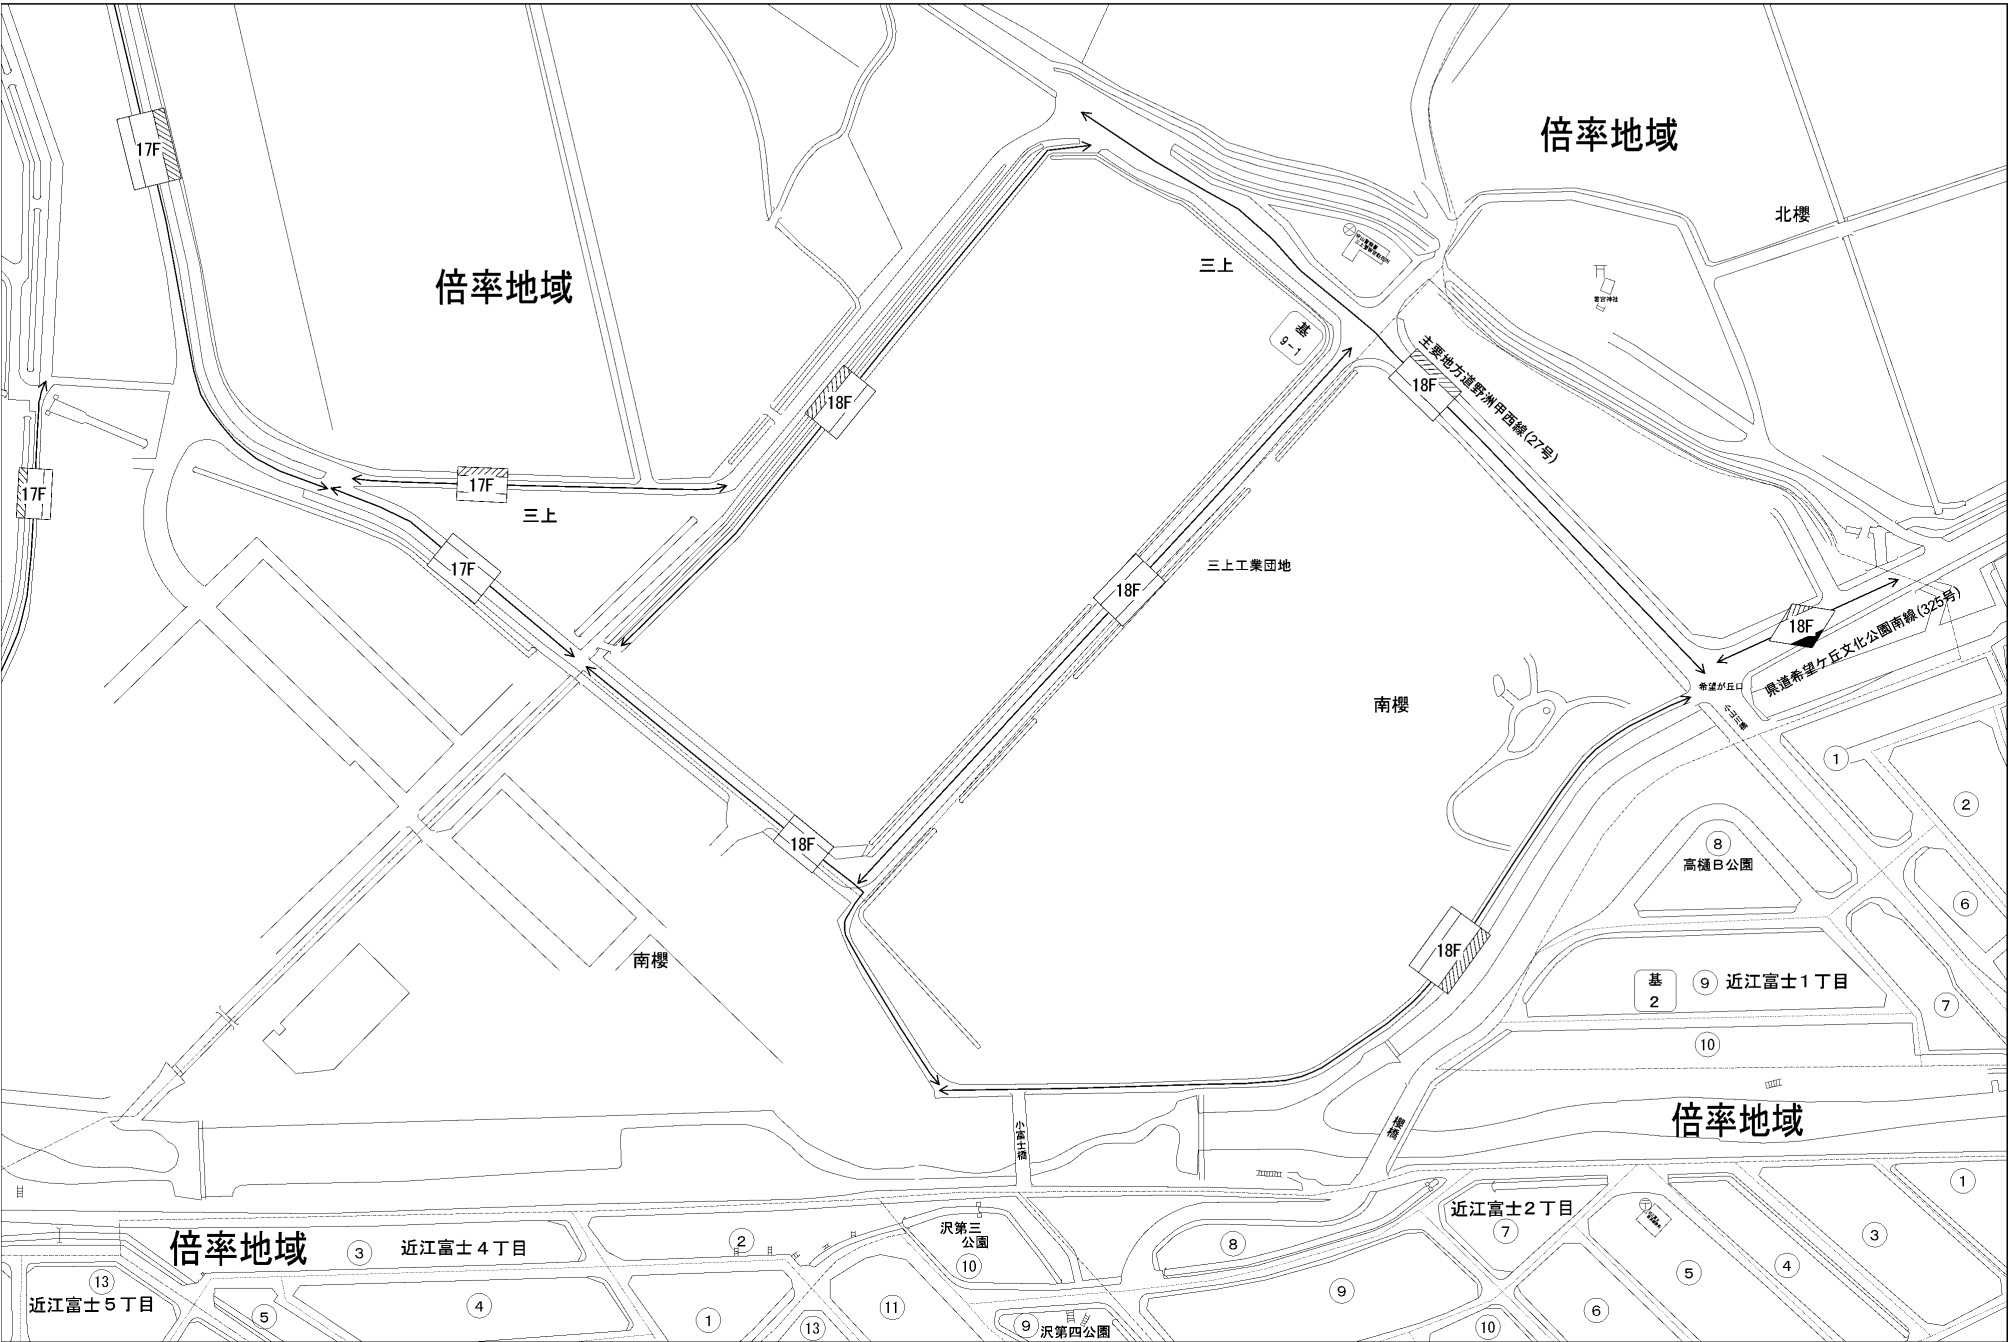 倍率地域
17F
北櫻
三上
倍率地域
若宮神社
基
9-1
主要地方道野洲甲西線(27号)
18F
18F
17F
17F
三上
17F
三上工業団地
18F
18F
県道希望ケ丘文化公園南線(325号)
希望が丘口
南櫻
1
2
18F
8
高樋B公園
6
18F
南櫻
基
2
9 近江富士1丁目
7
10
倍率地域
小富士橋
櫻橋
1
近江富士2丁目
7
沢第三
公園
10
2
8
3
倍率地域
3
近江富士4丁目
4
5
13
近江富士5丁目
9
4
11
6
5
1
13
9 沢第四公園
10